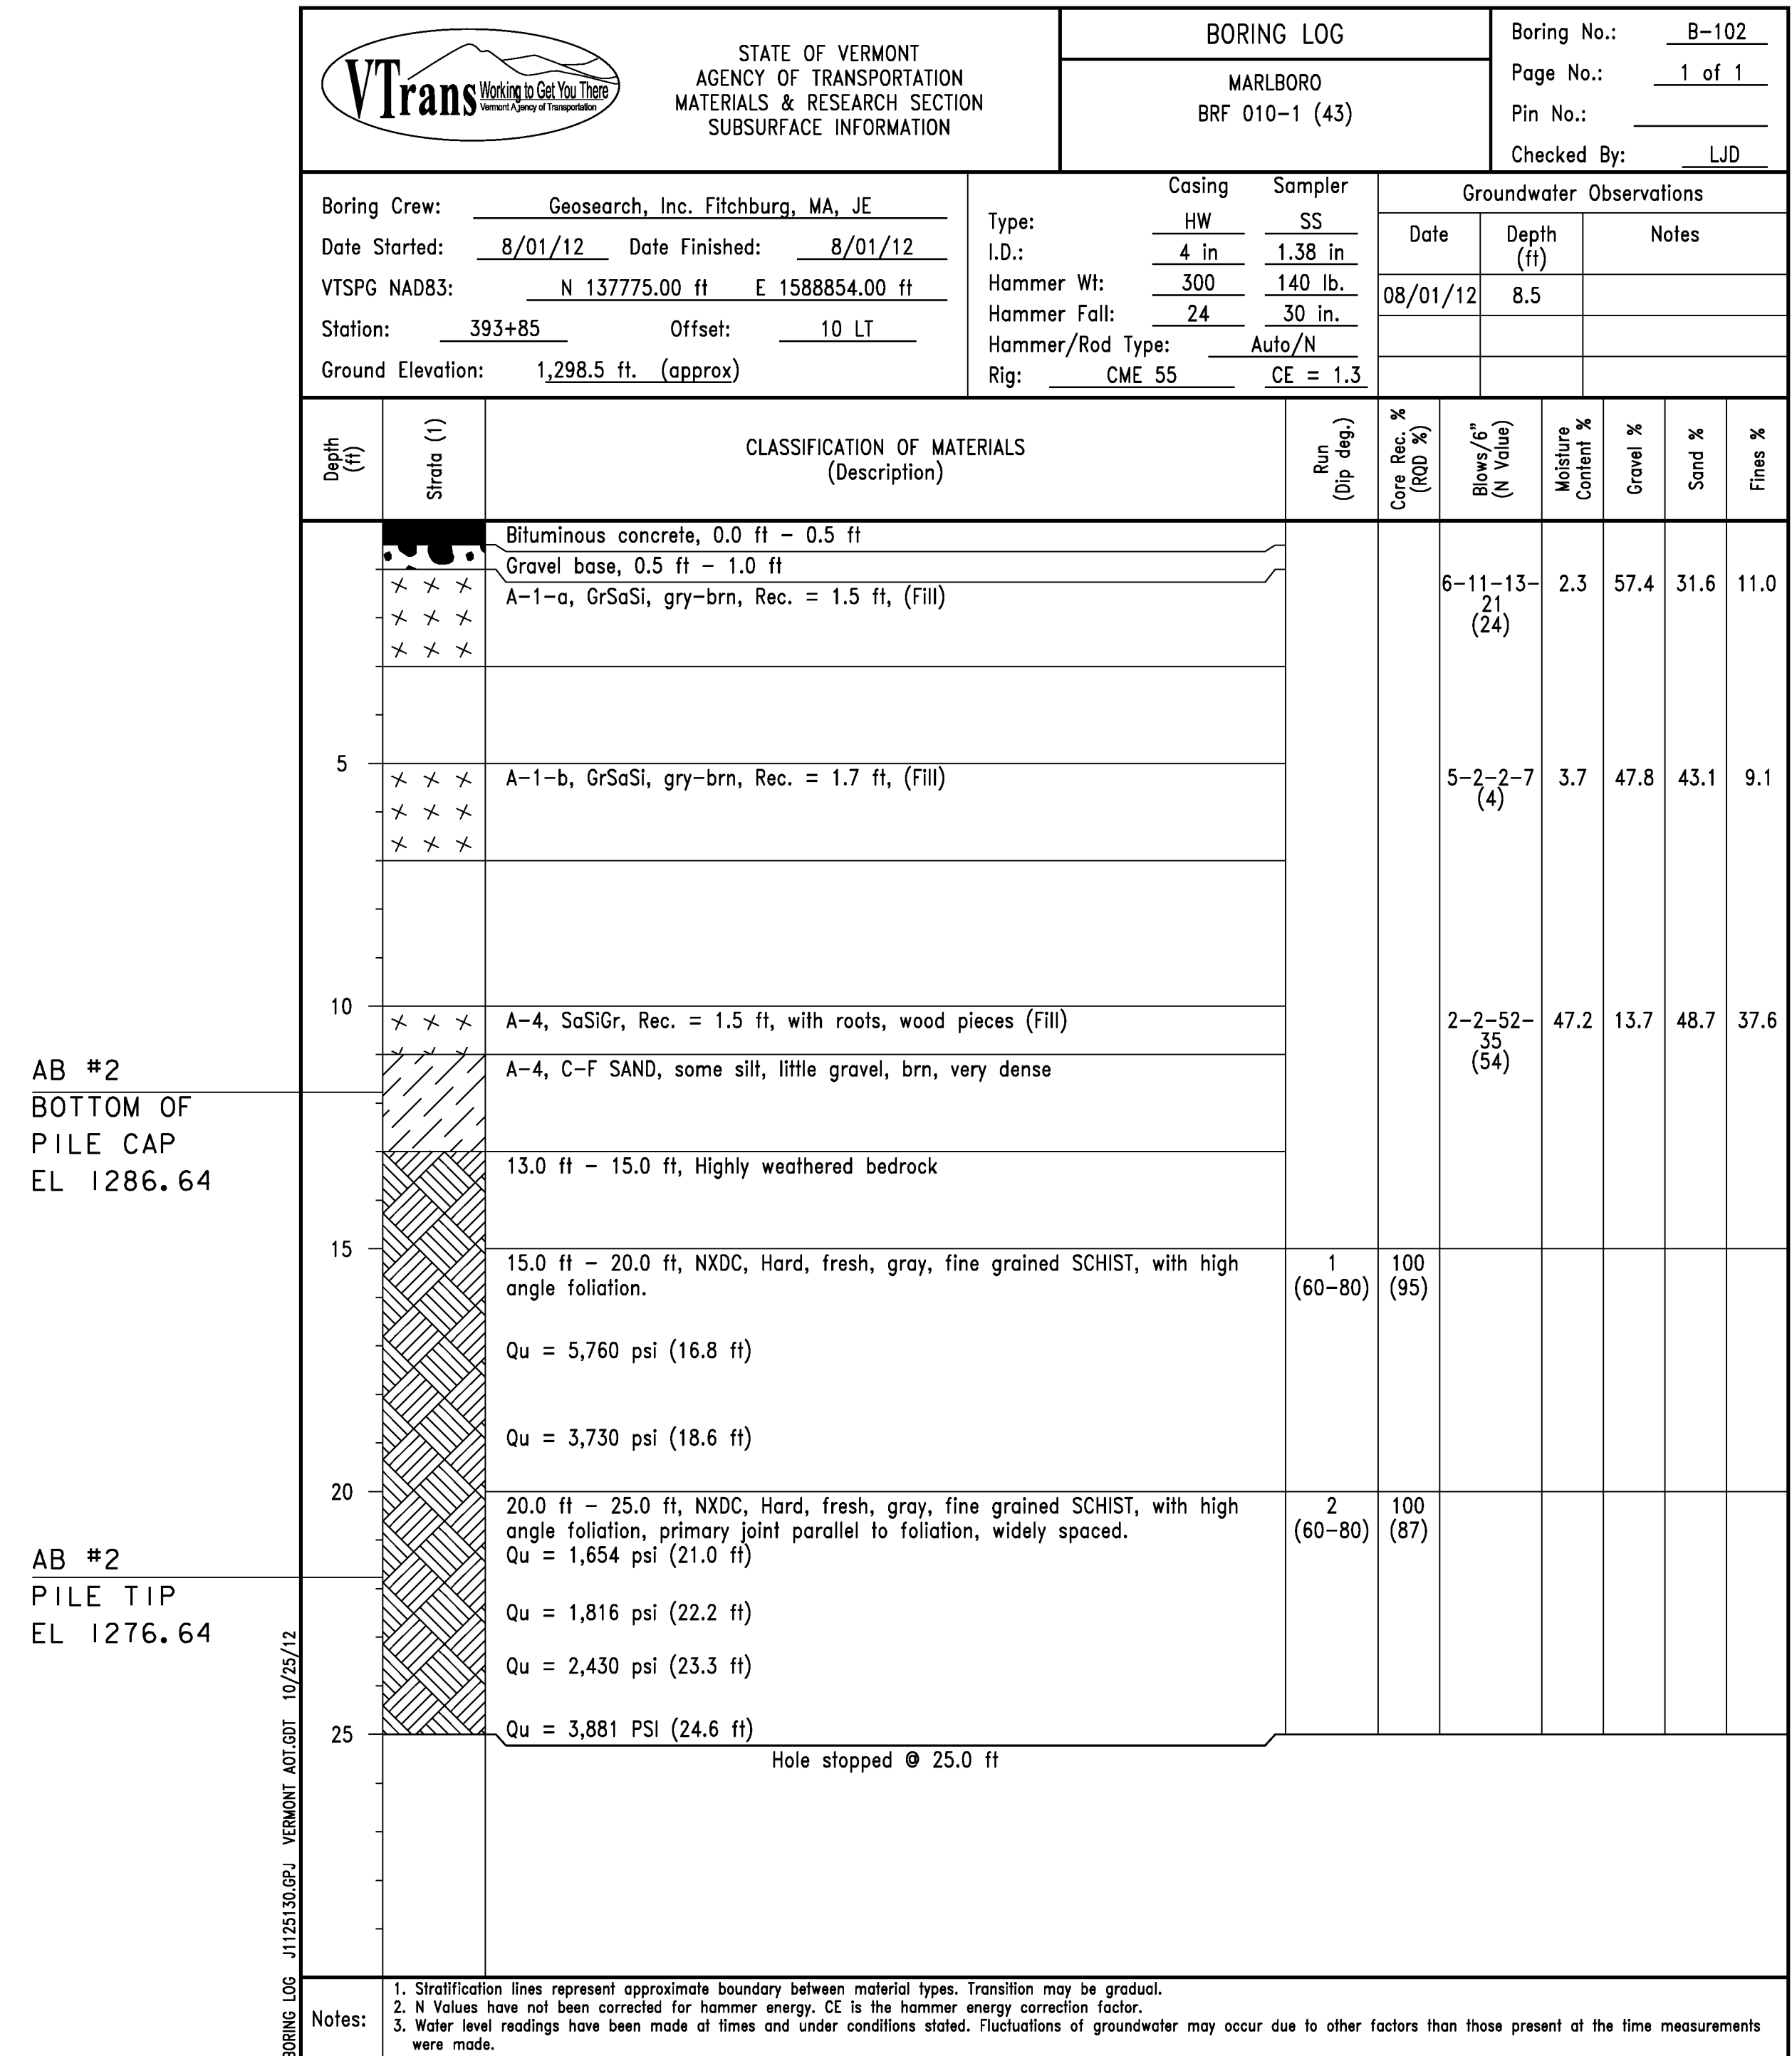 VTrans Working to Get You There
Vermont Agency of Transportation
STATE OF VERMONT
AGENCY OF TRANSPORTATION
MATERIALS & RESEARCH SECTION
SUBSURFACE INFORMATION
BORING LOG
MARLBORO
BRF 010-1 (43)
Boring No.: B-102
Page No.: 1 of 1
Pin No.:
Checked By: LJD
Boring Crew: Geosearch, Inc. Fitchburg, MA, JE
Date Started: 8/01/12 Date Finished: 8/01/12
VTSPG NAD83: N 137775.00 ft E 1588854.00 ft
Station: 393+85 Offset: 10 LT
Ground Elevation: 1,298.5 ft. (approx)
Casing Sampler
Type: HW SS
I.D.: 4 in 1.38 in
Hammer Wt: 300 140 lb.
Hammer Fall: 24 30 in.
Hammer/Rod Type: Auto/N
Rig: CME 55 CE = 1.3
Groundwater Observations
Date Depth (ft) Notes
08/01/12 8.5
Depth (ft)
Strata (1)
CLASSIFICATION OF MATERIALS
(Description)
Run (Dip deg.)
Core Rec. % (RQD %)
Blows/6" (N Value)
Moisture Content %
Gravel %
Sand %
Fines %
Bituminous concrete, 0.0 ft - 0.5 ft
Gravel base, 0.5 ft - 1.0 ft
A-1-a, GrSaSi, gry-brn, Rec. = 1.5 ft, (Fill) 6-11-13- 2.3 57.4 31.6 11.0
21
(24)
5 A-1-b, GrSaSi, gry-brn, Rec. = 1.7 ft, (Fill) 5-2-2-7 3.7 47.8 43.1 9.1
(4)
10 A-4, SaSiGr, Rec. = 1.5 ft, with roots, wood pieces (Fill) 2-2-52- 47.2 13.7 48.7 37.6
35
(54)
A-4, C-F SAND, some silt, little gravel, brn, very dense
AB #2
BOTTOM OF
PILE CAP
EL 1286.64
13.0 ft - 15.0 ft, Highly weathered bedrock
15 15.0 ft - 20.0 ft, NXDC, Hard, fresh, gray, fine grained SCHIST, with high 1 100
angle foliation. (60-80) (95)
Qu = 5,760 psi (16.8 ft)
Qu = 3,730 psi (18.6 ft)
20 20.0 ft - 25.0 ft, NXDC, Hard, fresh, gray, fine grained SCHIST, with high 2 100
angle foliation, primary joint parallel to foliation, widely spaced. (60-80) (87)
Qu = 1,654 psi (21.0 ft)
AB #2
PILE TIP
EL 1276.64
Qu = 1,816 psi (22.2 ft)
Qu = 2,430 psi (23.3 ft)
25 Qu = 3,881 PSI (24.6 ft)
Hole stopped @ 25.0 ft
BORING LOG J1125130.GPJ VERMONT AOT.GDT 10/25/12
Notes:
1. Stratification lines represent approximate boundary between material types. Transition may be gradual.
2. N Values have not been corrected for hammer energy. CE is the hammer energy correction factor.
3. Water level readings have been made at times and under conditions stated. Fluctuations of groundwater may occur due to other factors than those present at the time measurements
were made.